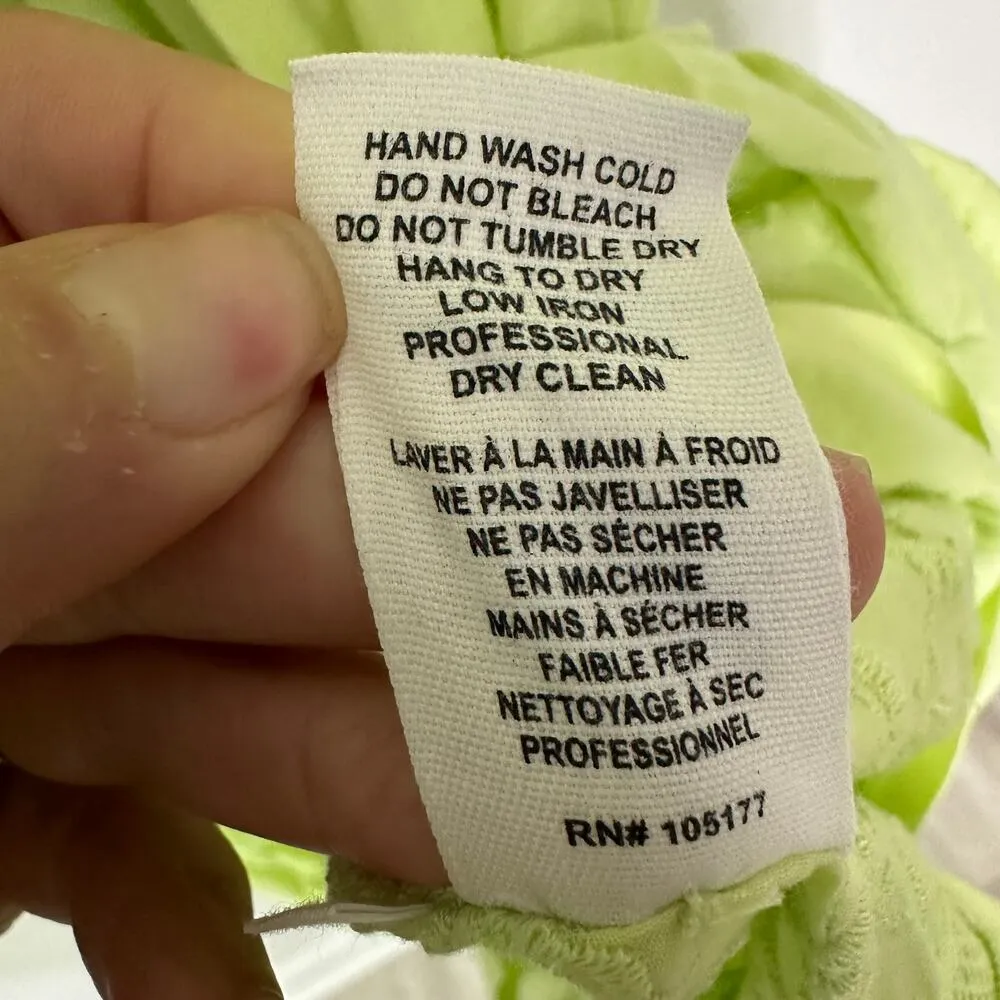 HAND WASH COLD
DO NOT BLEACH
DO NOT TUMBLE DRY
HANG TO DRY
LOW IRON
PROFESSIONAL
DRY CLEAN
LAVER À LA MAIN À FROID
NE PAS JAVELLISER
NE PAS SÉCHER
EN MACHINE
MAINS À SÉCHER
FAIBLE FER
NETTOYAGE À SEC
PROFESSIONNEL
RN# 105177